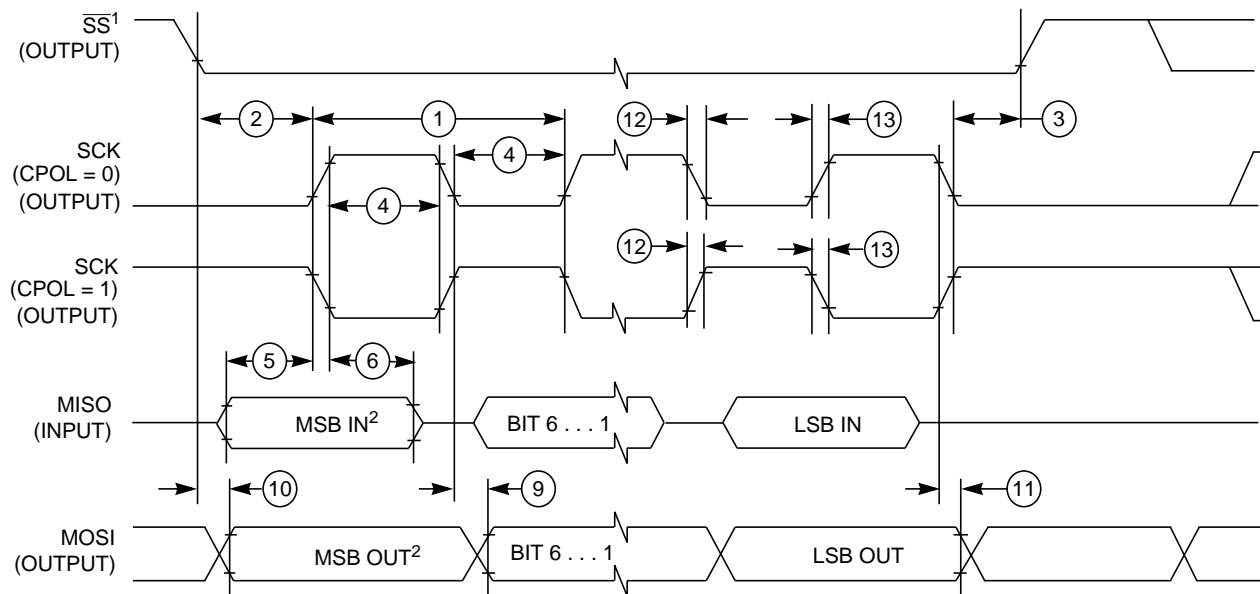 SS¹
(OUTPUT)
2
1
12
13
3
SCK
(CPOL = 0)
(OUTPUT)
4
4
12
13
SCK
(CPOL = 1)
(OUTPUT)
5
6
MISO
(INPUT)
MSB IN²
BIT 6 . . . 1
LSB IN
10
9
11
MOSI
(OUTPUT)
MSB OUT²
BIT 6 . . . 1
LSB OUT